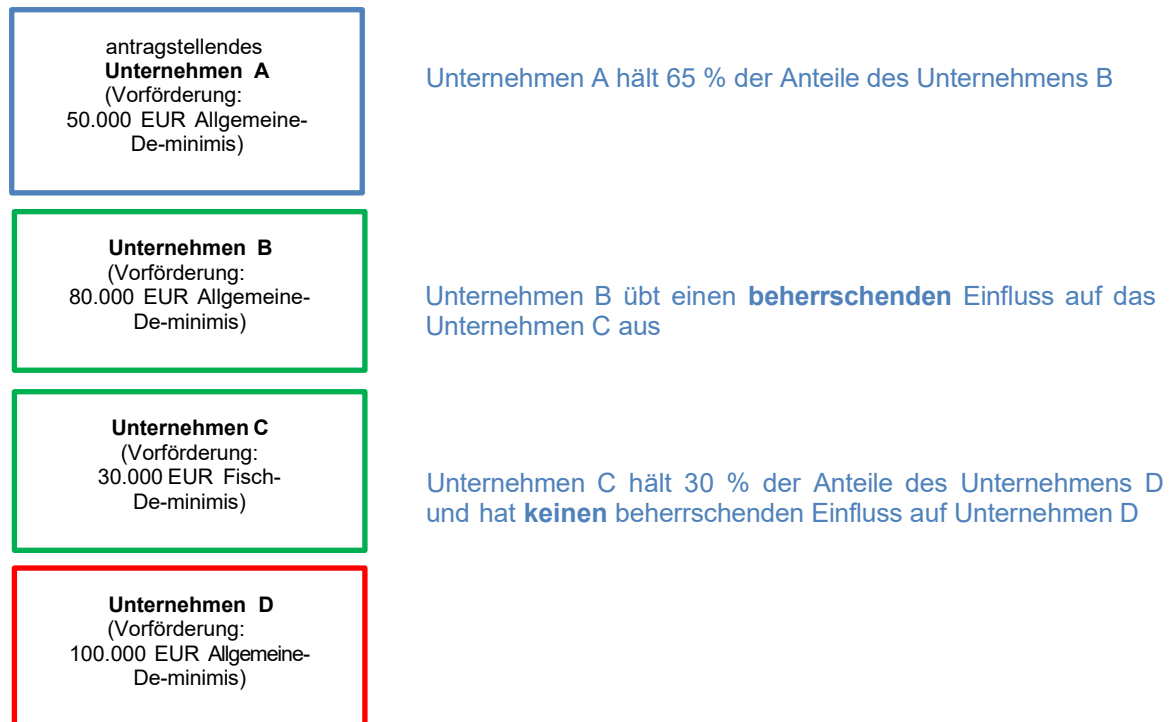 antragstellendes
Unternehmen A
(Vorförderung:
50.000 EUR Allgemeine-
De-minimis)
Unternehmen A hält 65 % der Anteile des Unternehmens B
Unternehmen B
(Vorförderung:
80.000 EUR Allgemeine-
De-minimis)
Unternehmen B übt einen beherrschenden Einfluss auf das
Unternehmen C aus
Unternehmen C
(Vorförderung:
30.000 EUR Fisch-
De-minimis)
Unternehmen C hält 30 % der Anteile des Unternehmens D
und hat keinen beherrschenden Einfluss auf Unternehmen D
Unternehmen D
(Vorförderung:
100.000 EUR Allgemeine-
De-minimis)